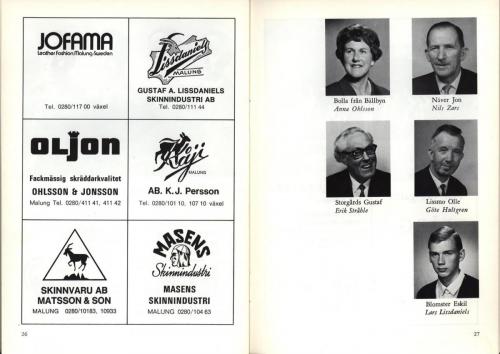 JOFAMA
Leather Fashion/Malung-Sweden
Tel. 0280/117 00 växel
Lissdaniels
MALUNG
GUSTAF A. LISSDANIELS
SKINNINDUSTRI AB
Tel. 0280/111 44
OLJON
Fackmässig skräddarkvalitet
OHLSSON & JONSSON
Malung Tel. 0280/411 41, 411 42
MALUNG
AB. K.J. Persson
Tel. 0280/101 10, 107 10 växel
SKINNVARU AB
MATSSON & SON
MALUNG 0280/10183, 10933
MASENS
Skinnindustri
MASENS
SKINNINDUSTRI
MALUNG 0280/104 63
26
Bolla från Bällbyn
Anna Ohlsson
Näver Jon
Nils Zars
Storgårds Gustaf
Erik Stråhle
Lissmo Olle
Göte Hultgren
Blomster Eskil
Lars Lissdaniels
27